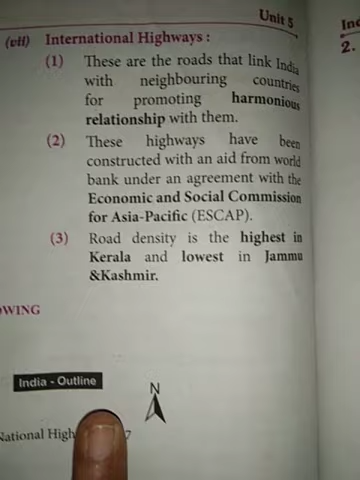 Unit 5
(vii) International Highways :
(1) These are the roads that link India
with neighbouring countries
for promoting harmonious
relationship with them.
(2) These highways have been
constructed with an aid from world
bank under an agreement with the
Economic and Social Commission
for Asia-Pacific (ESCAP).
(3) Road density is the highest in
Kerala and lowest in Jammu
&Kashmir.
OWING
India - Outline
N
National High 7
2.